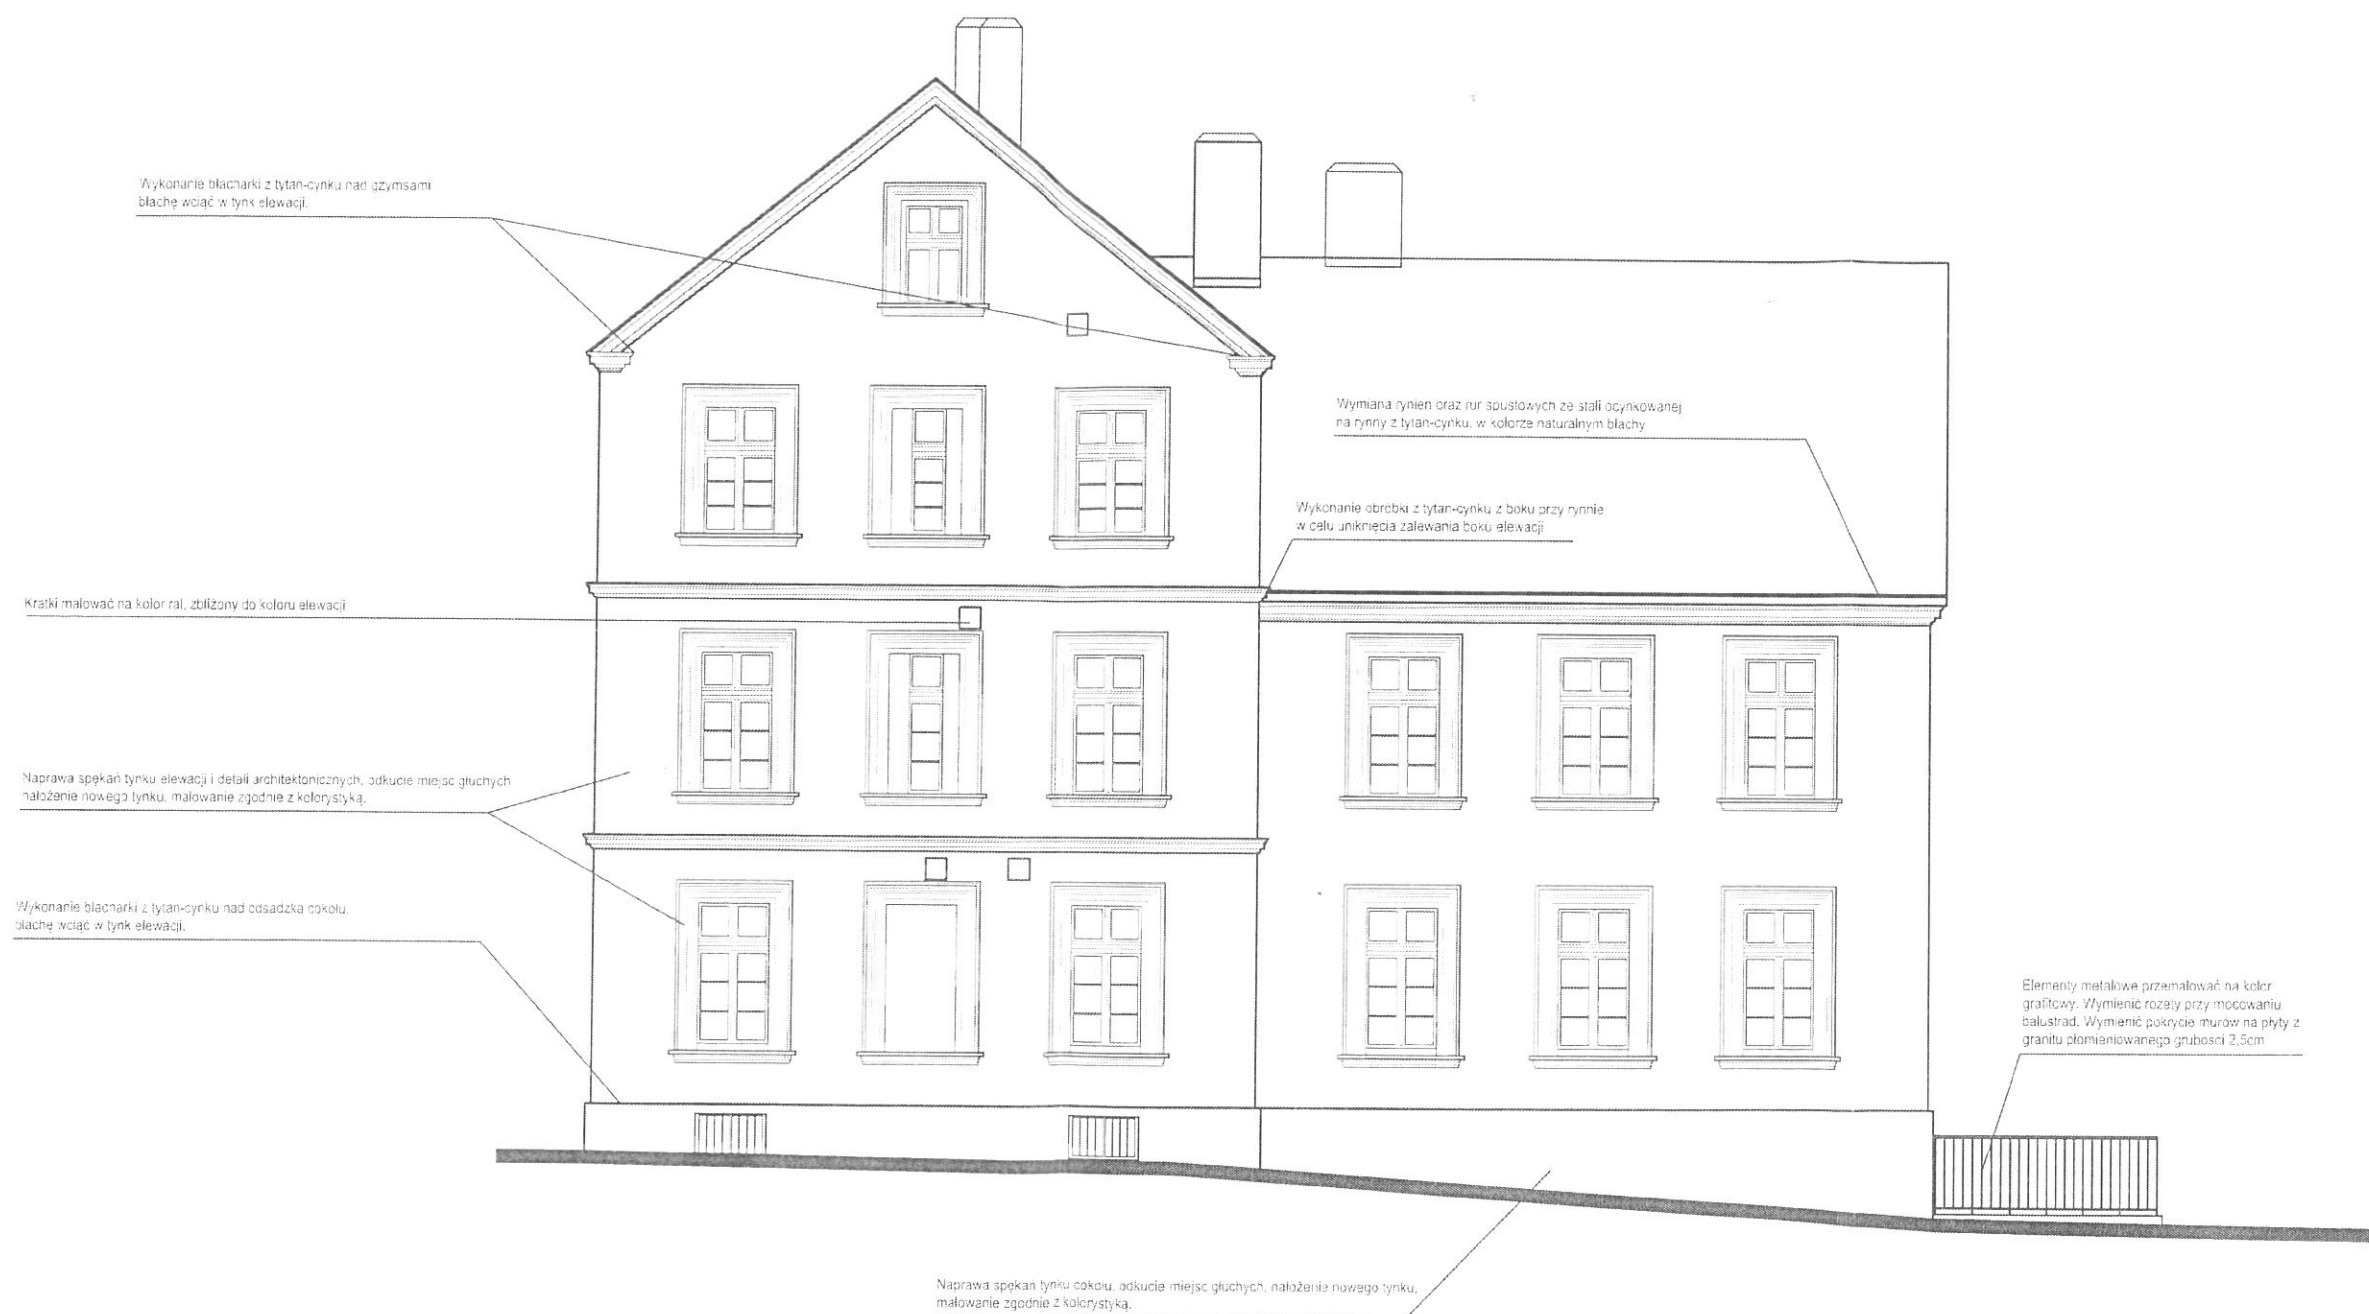 Wykonanie blacharki z tytan-cynku nad gzymsami
blachę wciąć w tynk elewacji.
Wymiana rynien oraz rur spustowych ze stali ocynkowanej
na rynny z tytan-cynku, w kolorze naturalnym blachy
Wykonanie obróbki z tytan-cynku z boku przy rynnie
w celu uniknięcia zalewania boku elewacji
Kratki malować na kolor ral, zbliżony do koloru elewacji
Naprawa spękań tynku elewacji i detali architektonicznych, odkucie miejsc głuchych
nałożenie nowego tynku, malowanie zgodnie z kolorystyką.
Wykonanie blacharki z tytan-cynku nad odsadzką cokołu,
blachę wciąć w tynk elewacji.
Elementy metalowe przemalować na kolor
grafitowy. Wymienić rozety przy mocowaniu
balustrad. Wymienić pokrycie murów na płyty z
granitu płomieniowanego grubosci 2,5cm
Naprawa spękań tynku cokołu, odkucie miejsc głuchych, nałożenie nowego tynku,
malowanie zgodnie z kolorystyką.